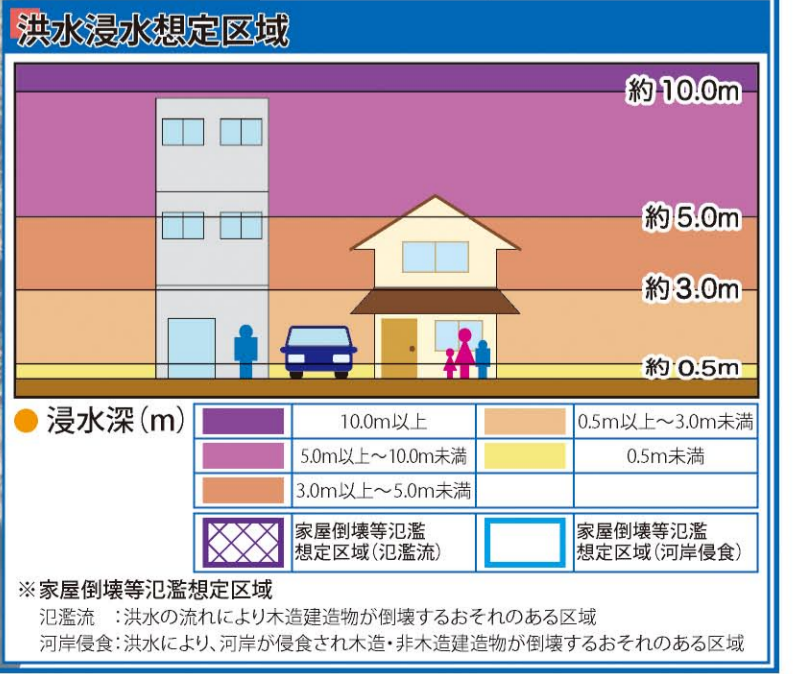 洪水浸水想定区域
約10.0m
約5.0m
約3.0m
約0.5m
●浸水深(m)
10.0m以上
0.5m以上～3.0m未満
5.0m以上～10.0m未満
0.5m未満
3.0m以上～5.0m未満
家屋倒壊等氾濫
想定区域(氾濫流)
家屋倒壊等氾濫
想定区域(河岸侵食)
※家屋倒壊等氾濫想定区域
氾濫流　:洪水の流れにより木造建造物が倒壊するおそれのある区域
河岸侵食:洪水により、河岸が侵食され木造・非木造建造物が倒壊するおそれのある区域